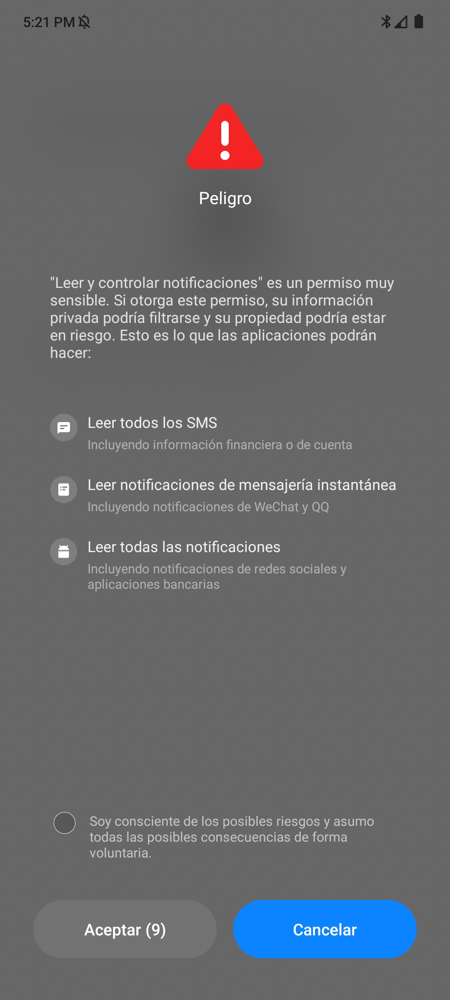 5:21 PM
Peligro
"Leer y controlar notificaciones" es un permiso muy
sensible. Si otorga este permiso, su información
privada podría filtrarse y su propiedad podría estar
en riesgo. Esto es lo que las aplicaciones podrán
hacer:
Leer todos los SMS
Incluyendo información financiera o de cuenta
Leer notificaciones de mensajería instantánea
Incluyendo notificaciones de WeChat y QQ
Leer todas las notificaciones
Incluyendo notificaciones de redes sociales y
aplicaciones bancarias
Soy consciente de los posibles riesgos y asumo
todas las posibles consecuencias de forma
voluntaria.
Aceptar (9)
Cancelar